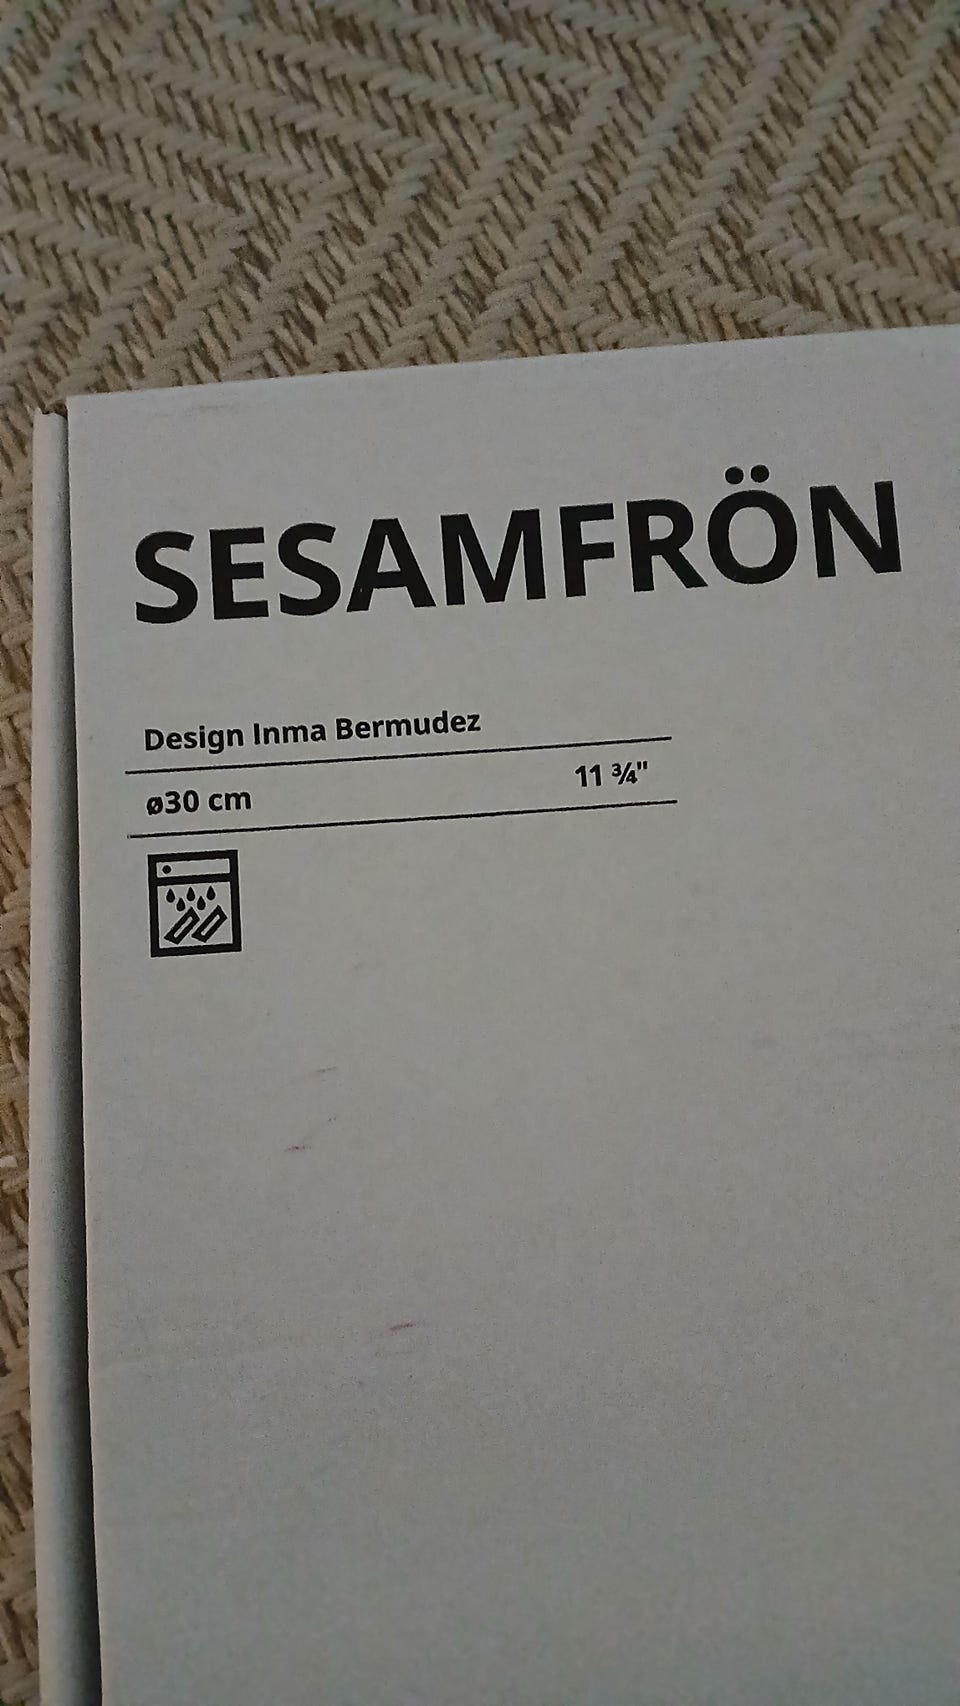 SESAMFRÖN
Design Inma Bermudez
ø30 cm 11 ¾"